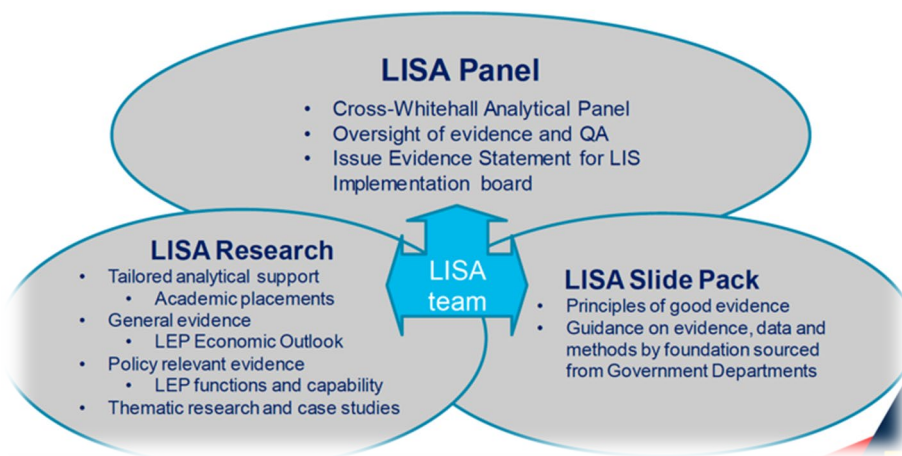 LISA Panel
• Cross-Whitehall Analytical Panel
• Oversight of evidence and QA
• Issue Evidence Statement for LIS
Implementation board
LISA Research
• Tailored analytical support
• Academic placements
• General evidence
• LEP Economic Outlook
• Policy relevant evidence
• LEP functions and capability
• Thematic research and case studies
LISA
team
LISA Slide Pack
• Principles of good evidence
• Guidance on evidence, data and
methods by foundation sourced
from Government Departments